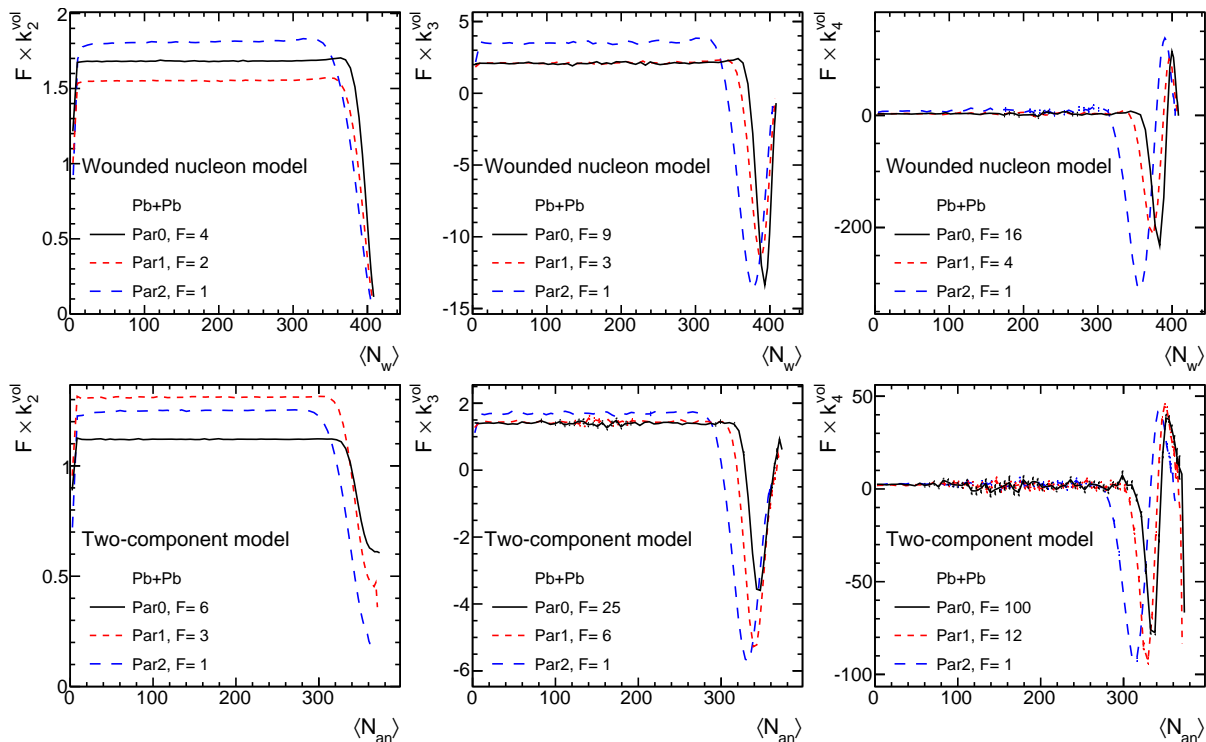 F × k₂ᵛᵒˡ
2
1.5
1
0.5
0
Wounded nucleon model
Pb+Pb
Par0, F= 4
Par1, F= 2
Par2, F= 1
0 100 200 300 400
⟨N_w⟩
F × k₃ᵛᵒˡ
5
0
-5
-10
-15
Wounded nucleon model
Pb+Pb
Par0, F= 9
Par1, F= 3
Par2, F= 1
0 100 200 300 400
⟨N_w⟩
F × k₄ᵛᵒˡ
0
-200
Wounded nucleon model
Pb+Pb
Par0, F= 16
Par1, F= 4
Par2, F= 1
0 100 200 300 400
⟨N_w⟩
F × k₂ᵛᵒˡ
1
0.5
0
Two-component model
Pb+Pb
Par0, F= 6
Par1, F= 3
Par2, F= 1
0 100 200 300
⟨N_an⟩
F × k₃ᵛᵒˡ
2
0
-2
-4
-6
Two-component model
Pb+Pb
Par0, F= 25
Par1, F= 6
Par2, F= 1
0 100 200 300
⟨N_an⟩
F × k₄ᵛᵒˡ
50
0
-50
-100
Two-component model
Pb+Pb
Par0, F= 100
Par1, F= 12
Par2, F= 1
0 100 200 300
⟨N_an⟩